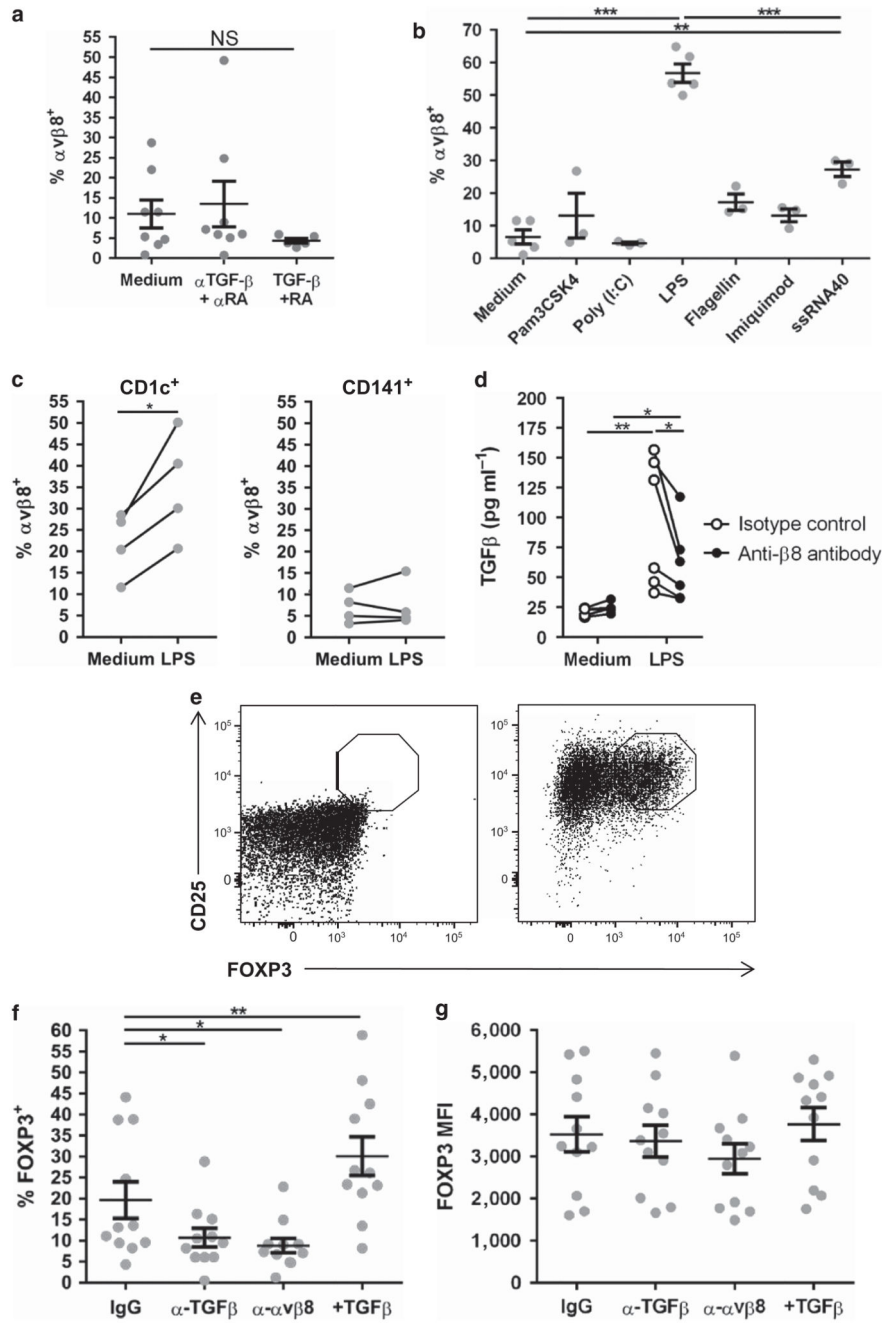 a
NS
55
50
45
40
35
30
25
20
15
10
5
0
% αvβ8⁺
Medium αTGF-β + αRA TGF-β +RA
b
*** ***
**
70
60
50
40
30
20
10
0
% αvβ8⁺
Medium Pam3CSK4 Poly (I:C) LPS Flagellin Imiquimod ssRNA40
c
CD1c⁺
*
55
50
45
40
35
30
25
20
15
10
5
0
% αvβ8⁺
Medium LPS
CD141⁺
55
50
45
40
35
30
25
20
15
10
5
0
% αvβ8⁺
Medium LPS
d
*
** *
200
175
150
125
100
75
50
25
0
TGFβ (pg ml⁻¹)
Medium LPS
Isotype control
Anti-β8 antibody
e
10⁵
10⁴
10³
0
0 10³ 10⁴ 10⁵
10⁵
10⁴
10³
0
0 10³ 10⁴ 10⁵
CD25
FOXP3
f
**
*
*
60
55
50
45
40
35
30
25
20
15
10
5
0
% FOXP3⁺
IgG α-TGFβ α-αvβ8 +TGFβ
g
6,000
5,000
4,000
3,000
2,000
1,000
0
FOXP3 MFI
IgG α-TGFβ α-αvβ8 +TGFβ